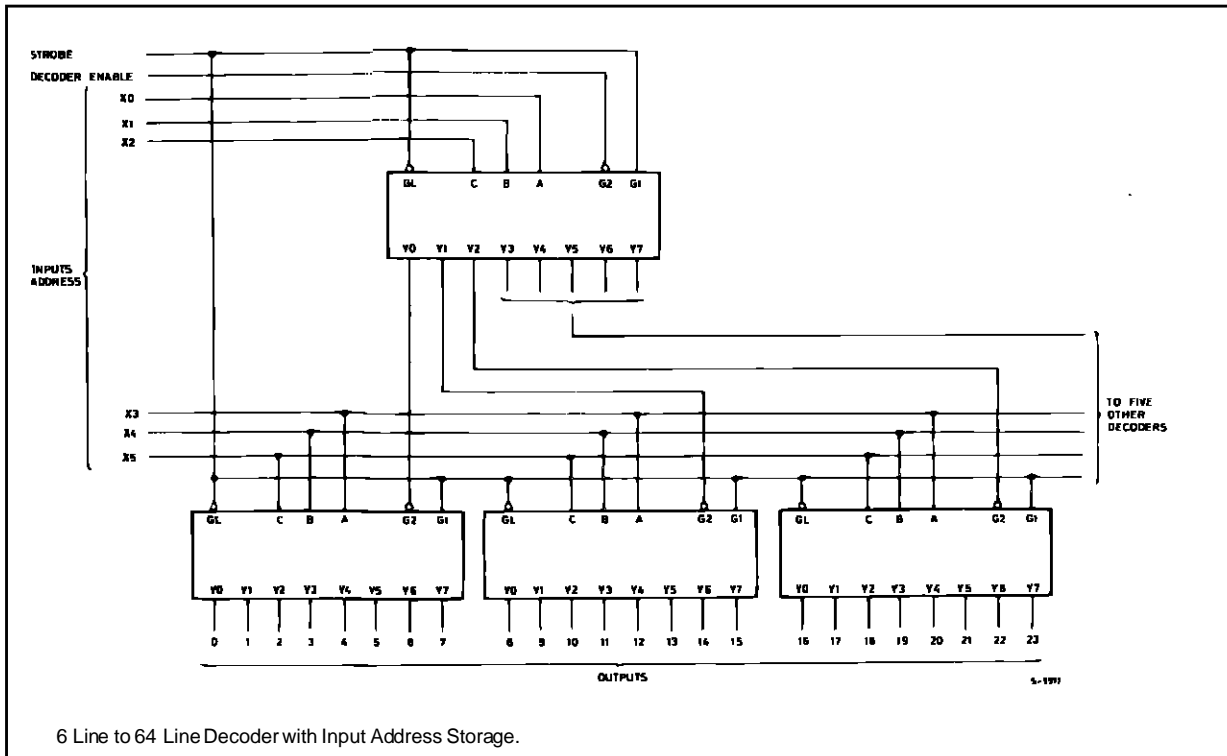 STROBE
DECODER ENABLE
X0
X1
X2
GL C B A G2 G1
Y0 Y1 Y2 Y3 Y4 Y5 Y6 Y7
INPUTS
ADDRESS
TO FIVE
OTHER
DECODERS
X3
X4
X5
GL C B A G2 G1 GL C B A G2 G1 GL C B A G2 G1
Y0 Y1 Y2 Y3 Y4 Y5 Y6 Y7 Y0 Y1 Y2 Y3 Y4 Y5 Y6 Y7 Y0 Y1 Y2 Y3 Y4 Y5 Y6 Y7
0 1 2 3 4 5 6 7 8 9 10 11 12 13 14 15 16 17 18 19 20 21 22 23
OUTPUTS
6 Line to 64 Line Decoder with Input Address Storage.